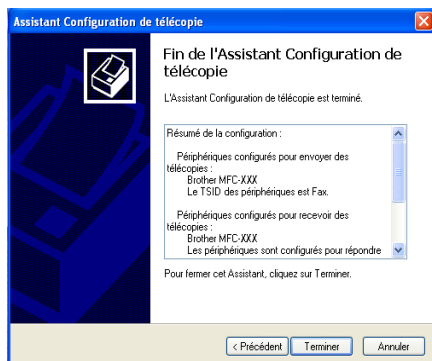 Assistant Configuration de télécopie
Fin de l'Assistant Configuration de
télécopie
L'Assistant Configuration de télécopie est terminé.
Résumé de la configuration :
Périphériques configurés pour envoyer des
télécopies :
Brother MFC-XXX
Le TSID des périphériques est Fax.
Périphériques configurés pour recevoir des
télécopies :
Brother MFC-XXX
Les périphériques sont configurés pour répondre
Pour fermer cet Assistant, cliquez sur Terminer.
< Précédent Terminer Annuler